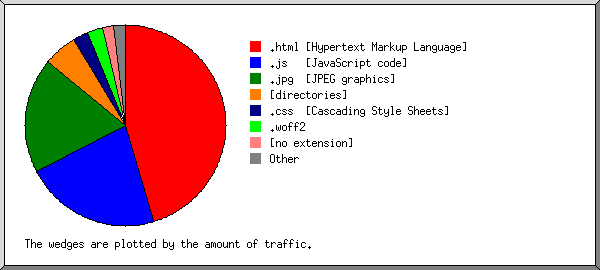 .html [Hypertext Markup Language]
.js   [JavaScript code]
.jpg  [JPEG graphics]
[directories]
.css  [Cascading Style Sheets]
.woff2
[no extension]
Other
The wedges are plotted by the amount of traffic.